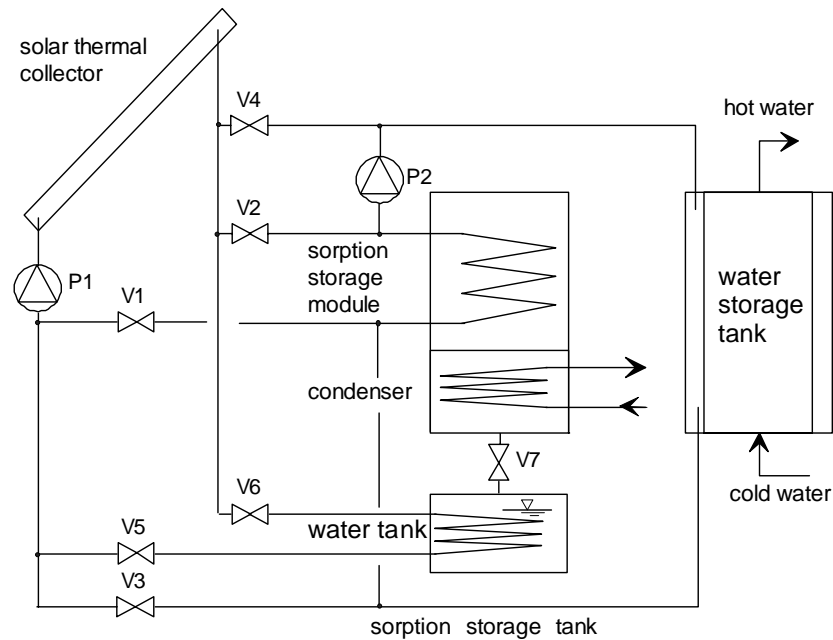 solar thermal
collector
V4
hot water
P2
V2
sorption
storage
module
P1
V1
water
storage
tank
condenser
V7
cold water
V6
water tank
V5
V3
sorption storage tank